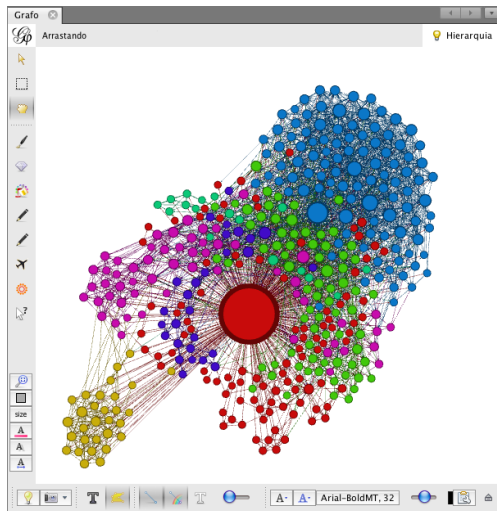 Grafo
Arrastando
Hierarquia
?
size
A
A
A
T
T
A-
A-
Arial-BoldMT, 32